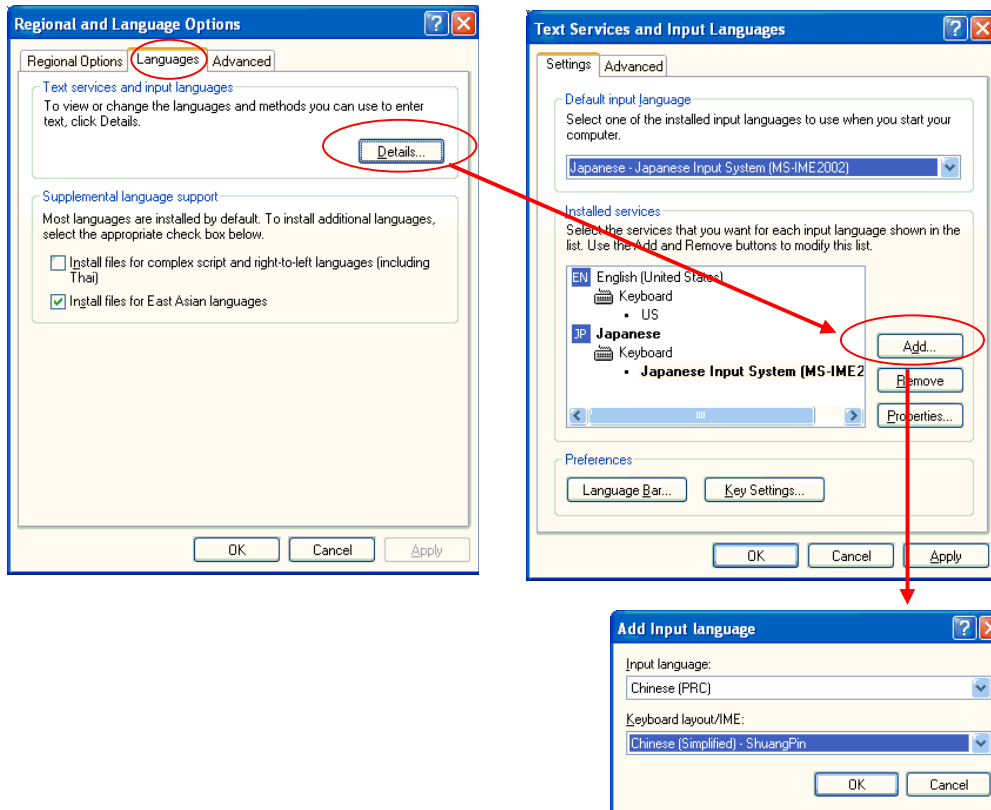 Regional and Language Options
Regional Options Languages Advanced
Text services and input languages
To view or change the languages and methods you can use to enter
text, click Details.
Details...
Supplemental language support
Most languages are installed by default. To install additional languages,
select the appropriate check box below.
Install files for complex script and right-to-left languages (including
Thai)
Install files for East Asian languages
OK Cancel Apply
Text Services and Input Languages
Settings Advanced
Default input language
Select one of the installed input languages to use when you start your
computer.
Japanese - Japanese Input System (MS-IME2002)
Installed services
Select the services that you want for each input language shown in the
list. Use the Add and Remove buttons to modify this list.
EN English (United States)
Keyboard
• US
JP Japanese
Keyboard
• Japanese Input System (MS-IME2
Add...
Remove
Properties...
Preferences
Language Bar... Key Settings...
OK Cancel Apply
Add Input language
Input language:
Chinese (PRC)
Keyboard layout/IME:
Chinese (Simplified) - ShuangPin
OK Cancel